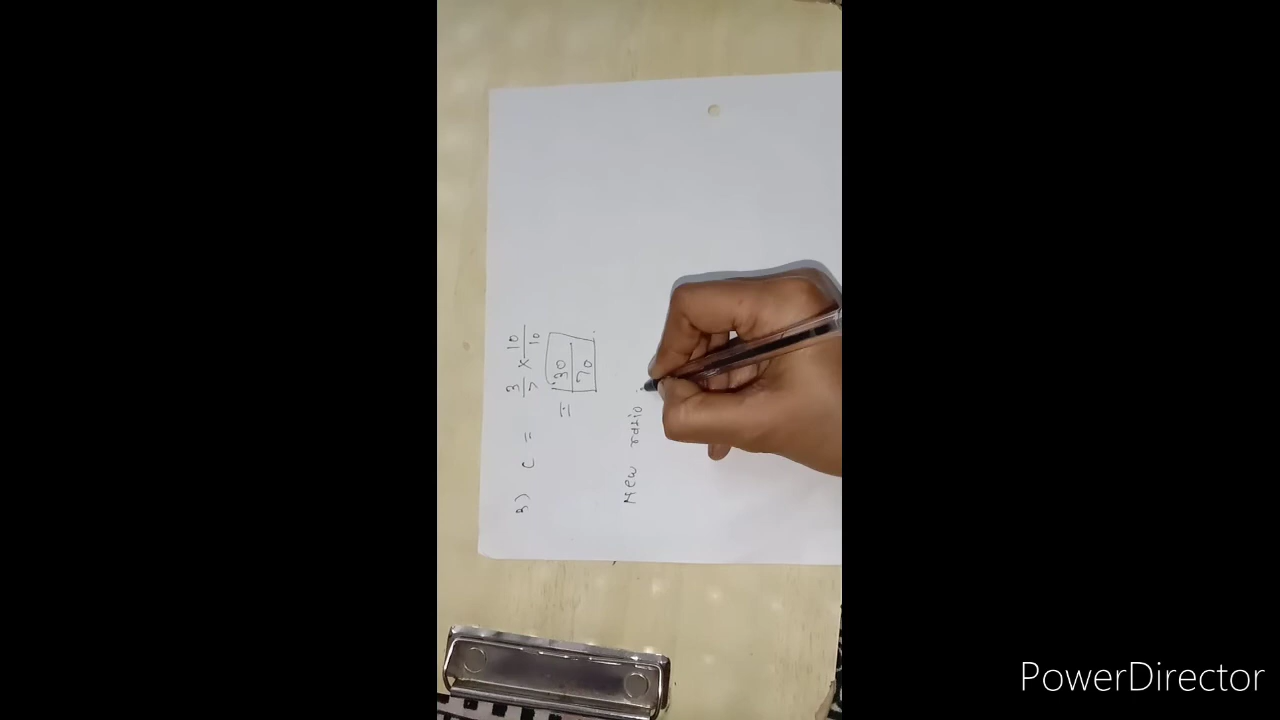 3) C = 3/7 × 10/10
= 30/70
New ratio :
PowerDirector